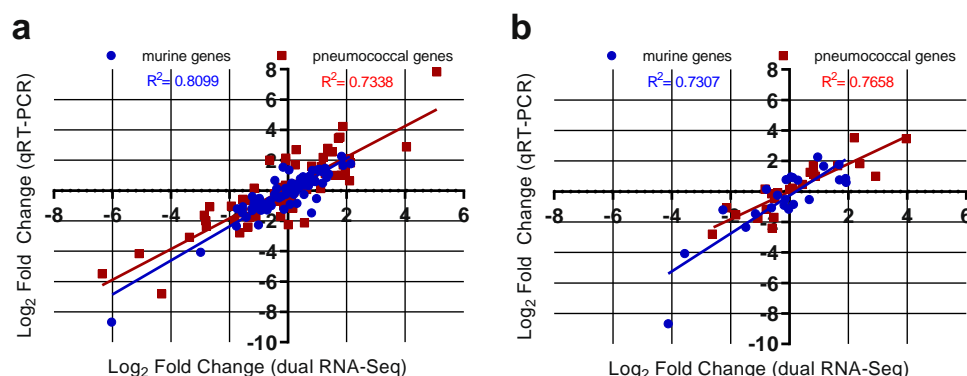 a
murine genes
pneumococcal genes
R²= 0.8099
R²= 0.7338
Log₂ Fold Change (qRT-PCR)
8
6
4
2
-2
-4
-6
-8
-10
-8 -6 -4 -2 0 2 4 6
Log₂ Fold Change (dual RNA-Seq)
b
murine genes
pneumococcal genes
R²= 0.7307
R²= 0.7658
Log₂ Fold Change (qRT-PCR)
8
6
4
2
-2
-4
-6
-8
-10
-8 -6 -4 -2 0 2 4 6
Log₂ Fold Change (dual RNA-Seq)